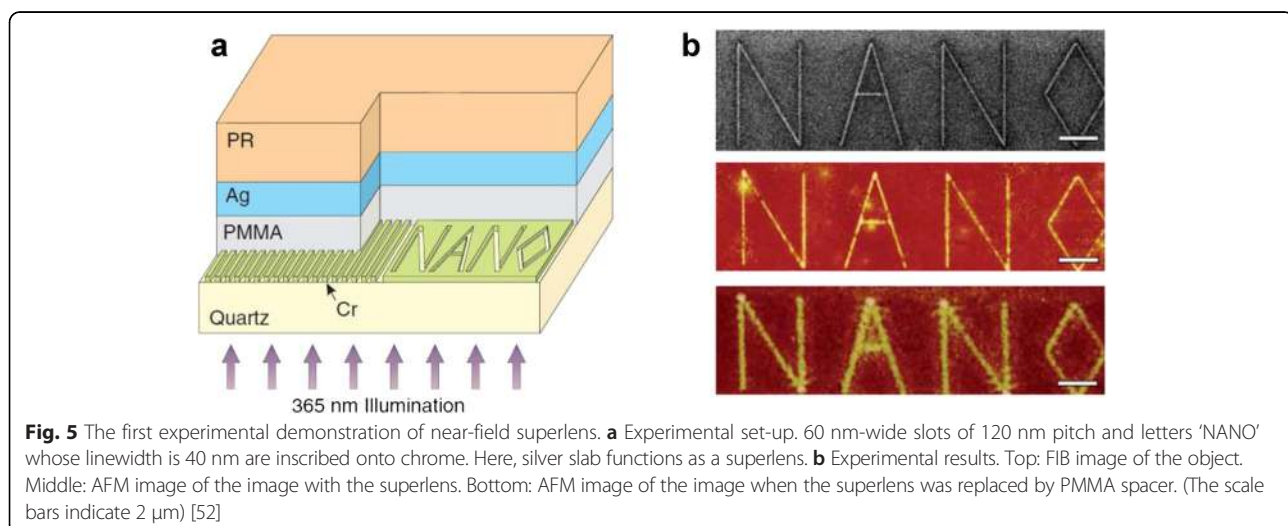 a
b
PR
Ag
PMMA
NANO
Cr
Quartz
365 nm Illumination
NANO
NANO
NANO
Fig. 5 The first experimental demonstration of near-field superlens. a Experimental set-up. 60 nm-wide slots of 120 nm pitch and letters ‘NANO’
whose linewidth is 40 nm are inscribed onto chrome. Here, silver slab functions as a superlens. b Experimental results. Top: FIB image of the object.
Middle: AFM image of the image with the superlens. Bottom: AFM image of the image when the superlens was replaced by PMMA spacer. (The scale
bars indicate 2 μm) [52]